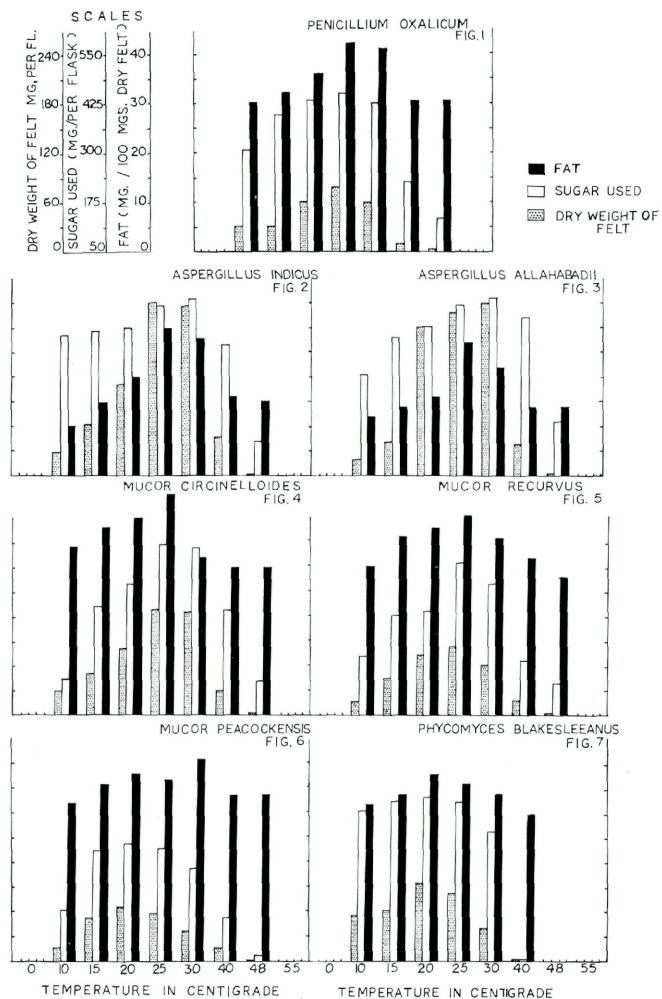 SCALES
DRY WEIGHT OF FELT MG, PER FL.
240
180
120
60
0
SUGAR USED (MG./PER FLASK)
550
425
300
175
50
FAT (MG. / 100 MGS. DRY FELT)
40
30
20
10
0
PENICILLIUM OXALICUM
FIG.1
FAT
SUGAR USED
DRY WEIGHT OF
FELT
ASPERGILLUS INDICUS
FIG. 2
ASPERGILLUS ALLAHABADII
FIG. 3
MUCOR CIRCINELLOIDES
FIG. 4
MUCOR RECURVUS
FIG. 5
MUCOR PEACOCKENSIS
FIG. 6
PHYCOMYCES BLAKESLEEANUS
FIG. 7
0 10 15 20 25 30 40 48 55
0 10 15 20 25 30 40 48 55
TEMPERATURE IN CENTIGRADE
TEMPERATURE IN CENTIGRADE